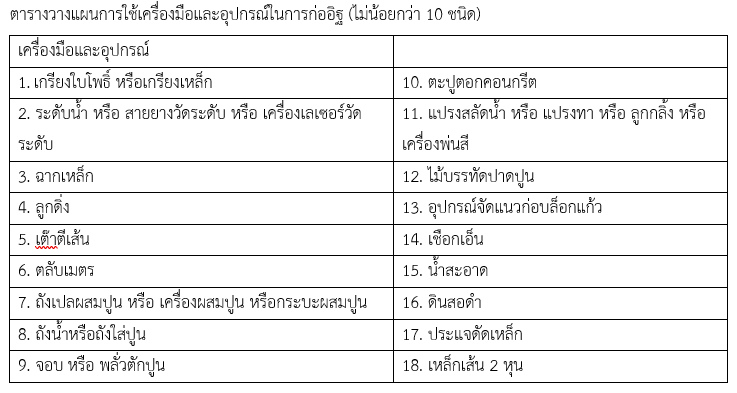 ตารางวางแผนการใช้เครื่องมือและอุปกรณ์ในการก่ออิฐ (ไม่น้อยกว่า 10 ชนิด)
เครื่องมือและอุปกรณ์
1. เกรียงใบโพธิ์ หรือเกรียงเหล็ก
10. ตะปูตอกคอนกรีต
2. ระดับน้ำ หรือ สายยางวัดระดับ หรือ เครื่องเลเซอร์วัด
ระดับ
11. แปรงสลัดน้ำ หรือ แปรงทา หรือ ลูกกลิ้ง หรือ
เครื่องพ่นสี
3. ฉากเหล็ก
12. ไม้บรรทัดปาดปูน
4. ลูกดิ่ง
13. อุปกรณ์จัดแนวก่อบล็อกแก้ว
5. เต๊าตีเส้น
14. เชือกเอ็น
6. ตลับเมตร
15. น้ำสะอาด
7. ถังเปลผสมปูน หรือ เครื่องผสมปูน หรือกระบะผสมปูน
16. ดินสอดำ
8. ถังน้ำหรือถังใส่ปูน
17. ประแจดัดเหล็ก
9. จอบ หรือ พลั่วตักปูน
18. เหล็กเส้น 2 หุน